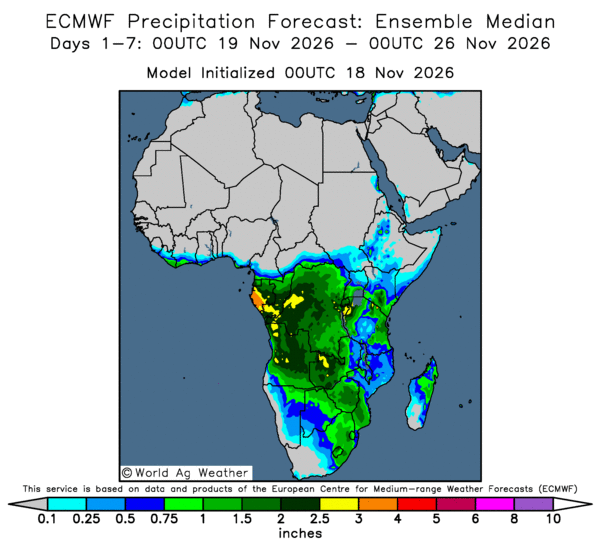 ECMWF Precipitation Forecast: Ensemble Median
Days 1-7: 00UTC 19 Nov 2026 - 00UTC 26 Nov 2026
Model Initialized 00UTC 18 Nov 2026
© World Ag Weather
This service is based on data and products of the European Centre for Medium-range Weather Forecasts (ECMWF)
0.1 0.25 0.5 0.75 1 1.5 2 2.5 3 4 5 6 8 10
inches